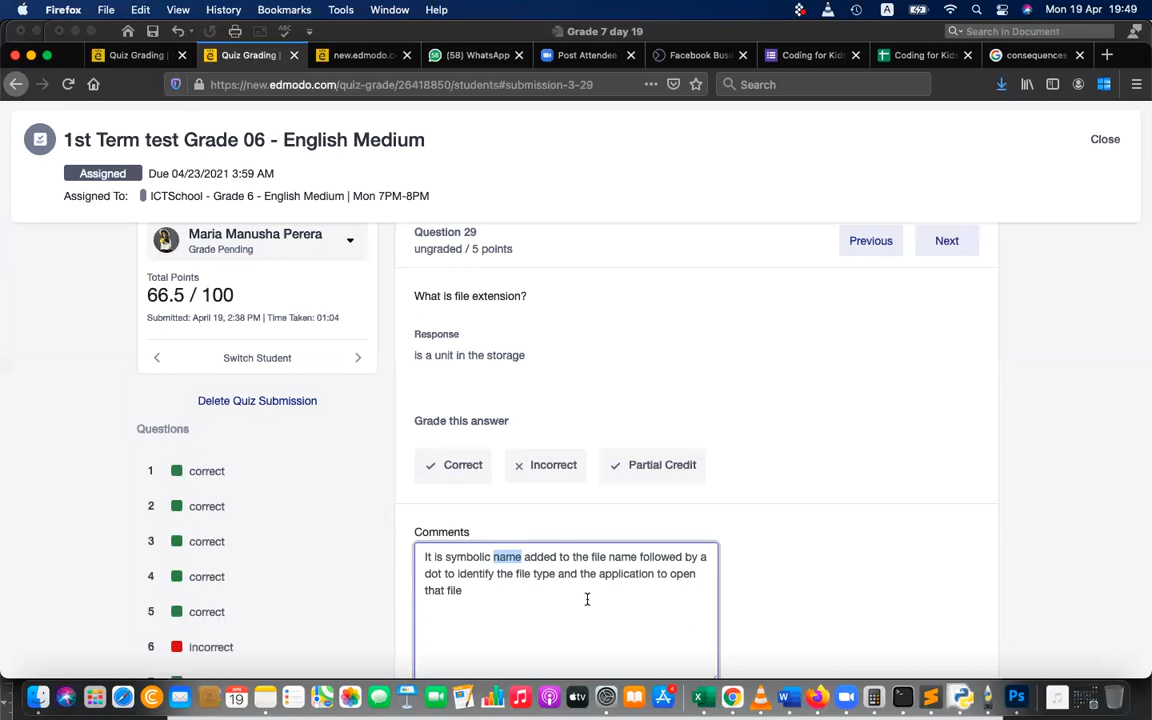 Firefox File Edit View History Bookmarks Tools Window Help A Mon 19 Apr 19:49
Grade 7 day 19 Search in Document
Quiz Grading | Quiz Grading | new.edmodo.c (58) WhatsApp Post Attendee Facebook Busi Coding for Kid Coding for Kid consequences
https://new.edmodo.com/quiz-grade/26418850/students#submission-3-29 Search
1st Term test Grade 06 - English Medium Close
Assigned Due 04/23/2021 3:59 AM
Assigned To: ICTSchool - Grade 6 - English Medium | Mon 7PM-8PM
Maria Manusha Perera
Grade Pending
Total Points
66.5 / 100
Submitted: April 19, 2:38 PM | Time Taken: 01:04
Switch Student
Delete Quiz Submission
Questions
1 correct
2 correct
3 correct
4 correct
5 correct
6 incorrect
Question 29
ungraded / 5 points
Previous Next
What is file extension?
Response
is a unit in the storage
Grade this answer
Correct Incorrect Partial Credit
Comments
It is symbolic name added to the file name followed by a
dot to identify the file type and the application to open
that file
APR
19
tv
W
Ps